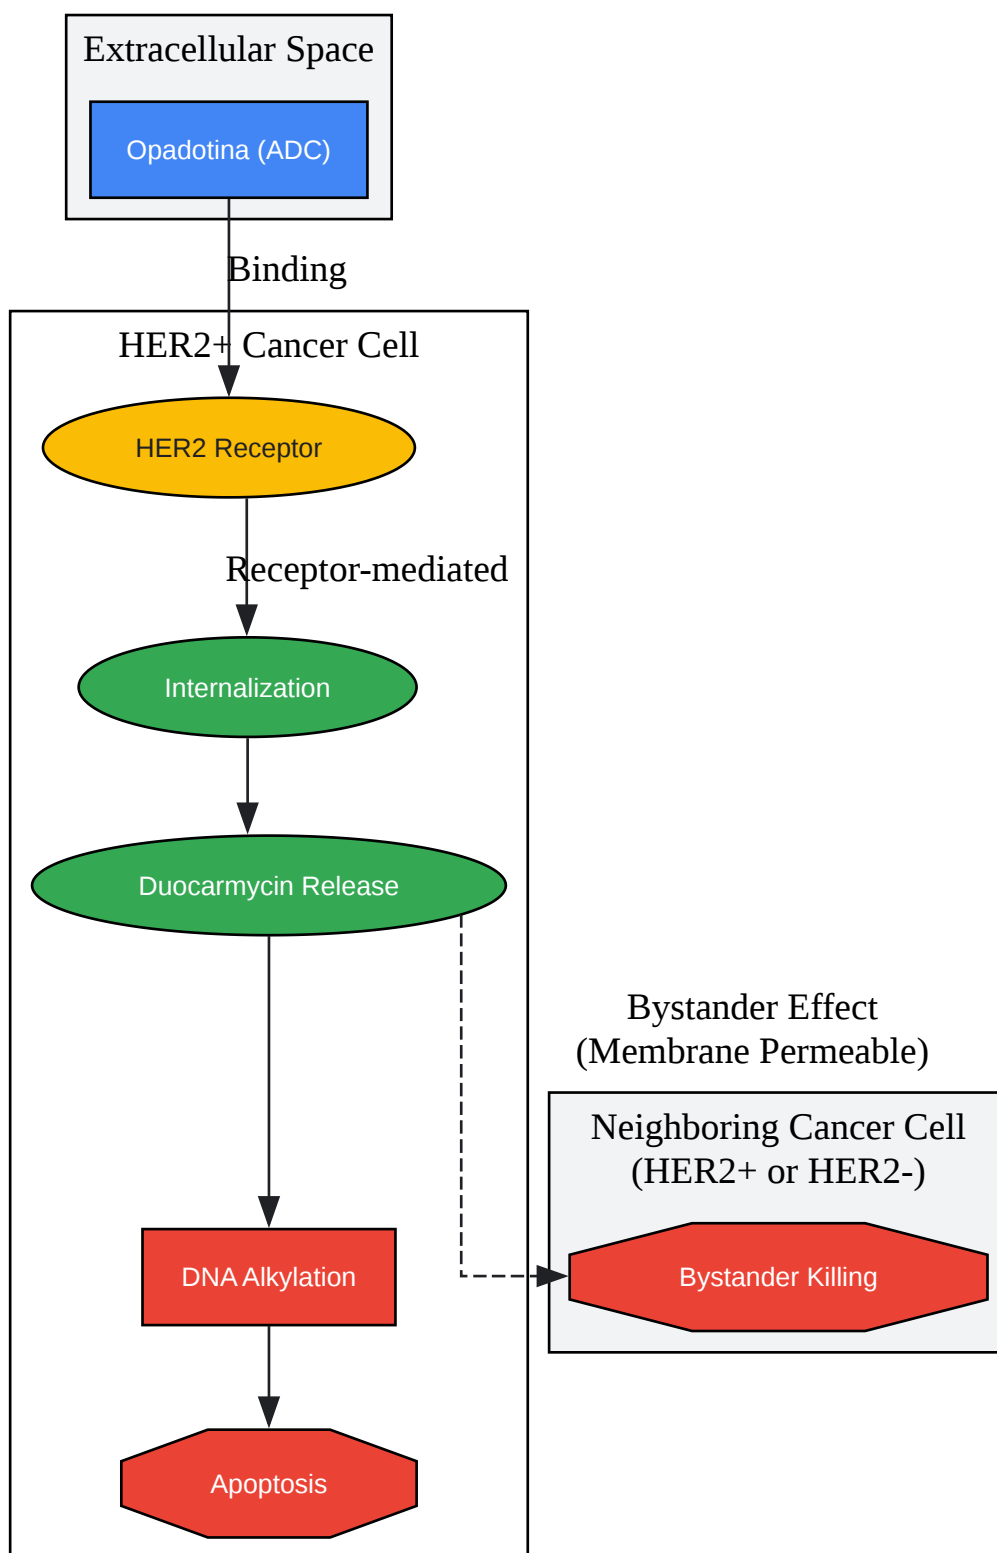 Extracellular Space
Opadotina (ADC)
Binding
HER2+ Cancer Cell
HER2 Receptor
Receptor-mediated
Internalization
Duocarmycin Release
Bystander Effect
(Membrane Permeable)
Neighboring Cancer Cell
(HER2+ or HER2-)
DNA Alkylation
Bystander Killing
Apoptosis